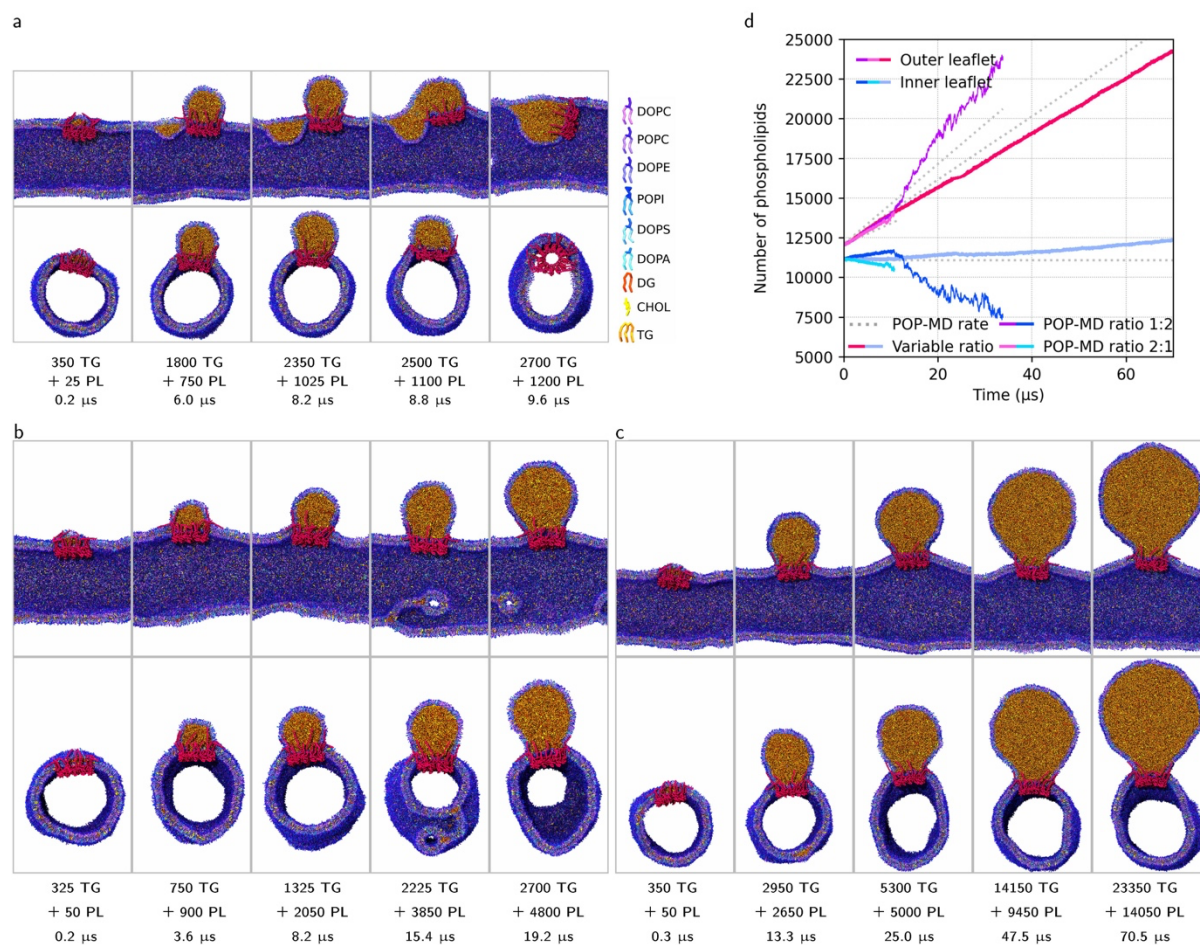 a
DOPC
POPC
DOPE
POPI
DOPS
DOPA
DG
CHOL
TG
350 TG 1800 TG 2350 TG 2500 TG 2700 TG
+ 25 PL + 750 PL + 1025 PL + 1100 PL + 1200 PL
0.2 μs 6.0 μs 8.2 μs 8.8 μs 9.6 μs
d
Number of phospholipids
25000
22500
20000
17500
15000
12500
10000
7500
5000
Outer leaflet
Inner leaflet
POP-MD rate POP-MD ratio 1:2
Variable ratio POP-MD ratio 2:1
0 20 40 60
Time (μs)
b
325 TG 750 TG 1325 TG 2225 TG 2700 TG
+ 50 PL + 900 PL + 2050 PL + 3850 PL + 4800 PL
0.2 μs 3.6 μs 8.2 μs 15.4 μs 19.2 μs
c
350 TG 2950 TG 5300 TG 14150 TG 23350 TG
+ 50 PL + 2650 PL + 5000 PL + 9450 PL + 14050 PL
0.3 μs 13.3 μs 25.0 μs 47.5 μs 70.5 μs